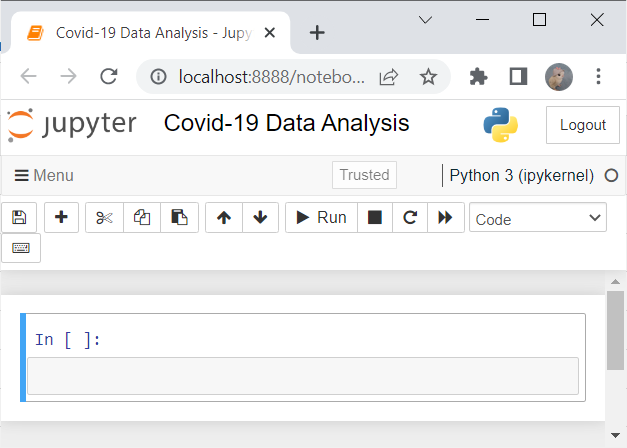 Covid-19 Data Analysis - Jupy
localhost:8888/notebo...
jupyter Covid-19 Data Analysis Logout
Menu Trusted Python 3 (ipykernel)
Run Code
In [ ]: